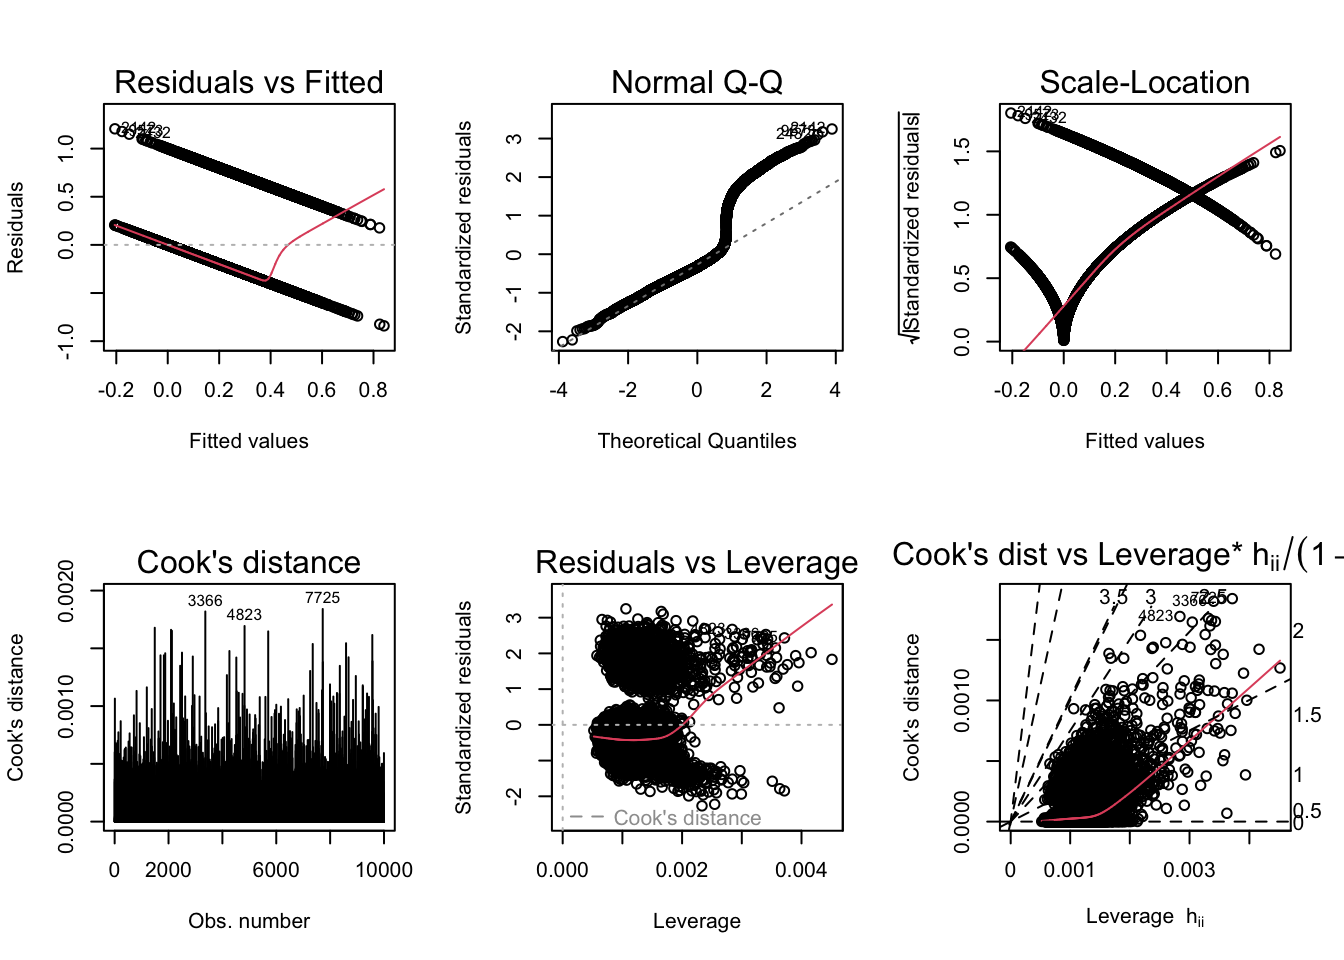 Residuals vs Fitted
Residuals
1.0
0.5
0.0
-1.0
-0.2 0.0 0.2 0.4 0.6 0.8
Fitted values
Normal Q-Q
Standardized residuals
3
2
1
0
-1
-2
-4 -2 0 2 4
Theoretical Quantiles
Scale-Location
√|Standardized residuals|
1.5
1.0
0.5
0.0
-0.2 0.0 0.2 0.4 0.6 0.8
Fitted values
Cook's distance
Cook's distance
0.0020
0.0010
0.0000
3366
4823
7725
0 2000 6000 10000
Obs. number
Residuals vs Leverage
Standardized residuals
3
2
1
0
-2
Cook's distance
0.000 0.002 0.004
Leverage
Cook's dist vs Leverage* hii/(1−
Cook's distance
0.0010
0.0000
3.5 3 2.5
4823
2
1.5
1
0.5
0
0 0.001 0.003
Leverage hii